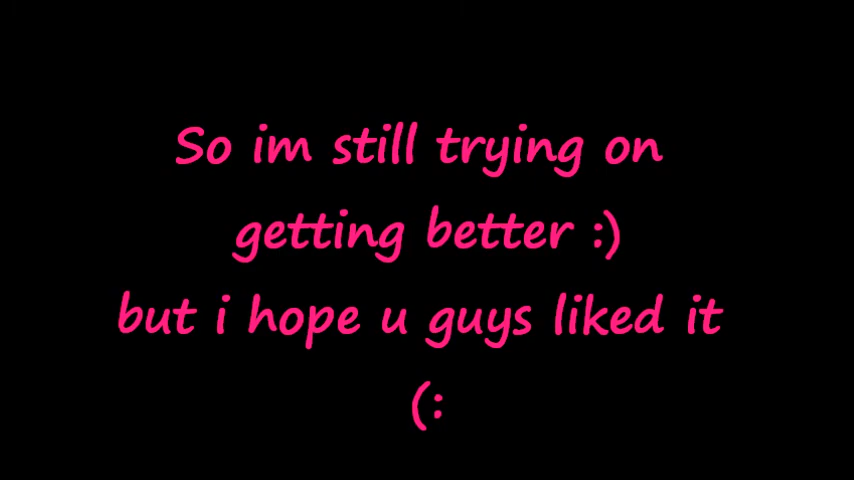 So im still trying on
getting better :)
but i hope u guys liked it
(: